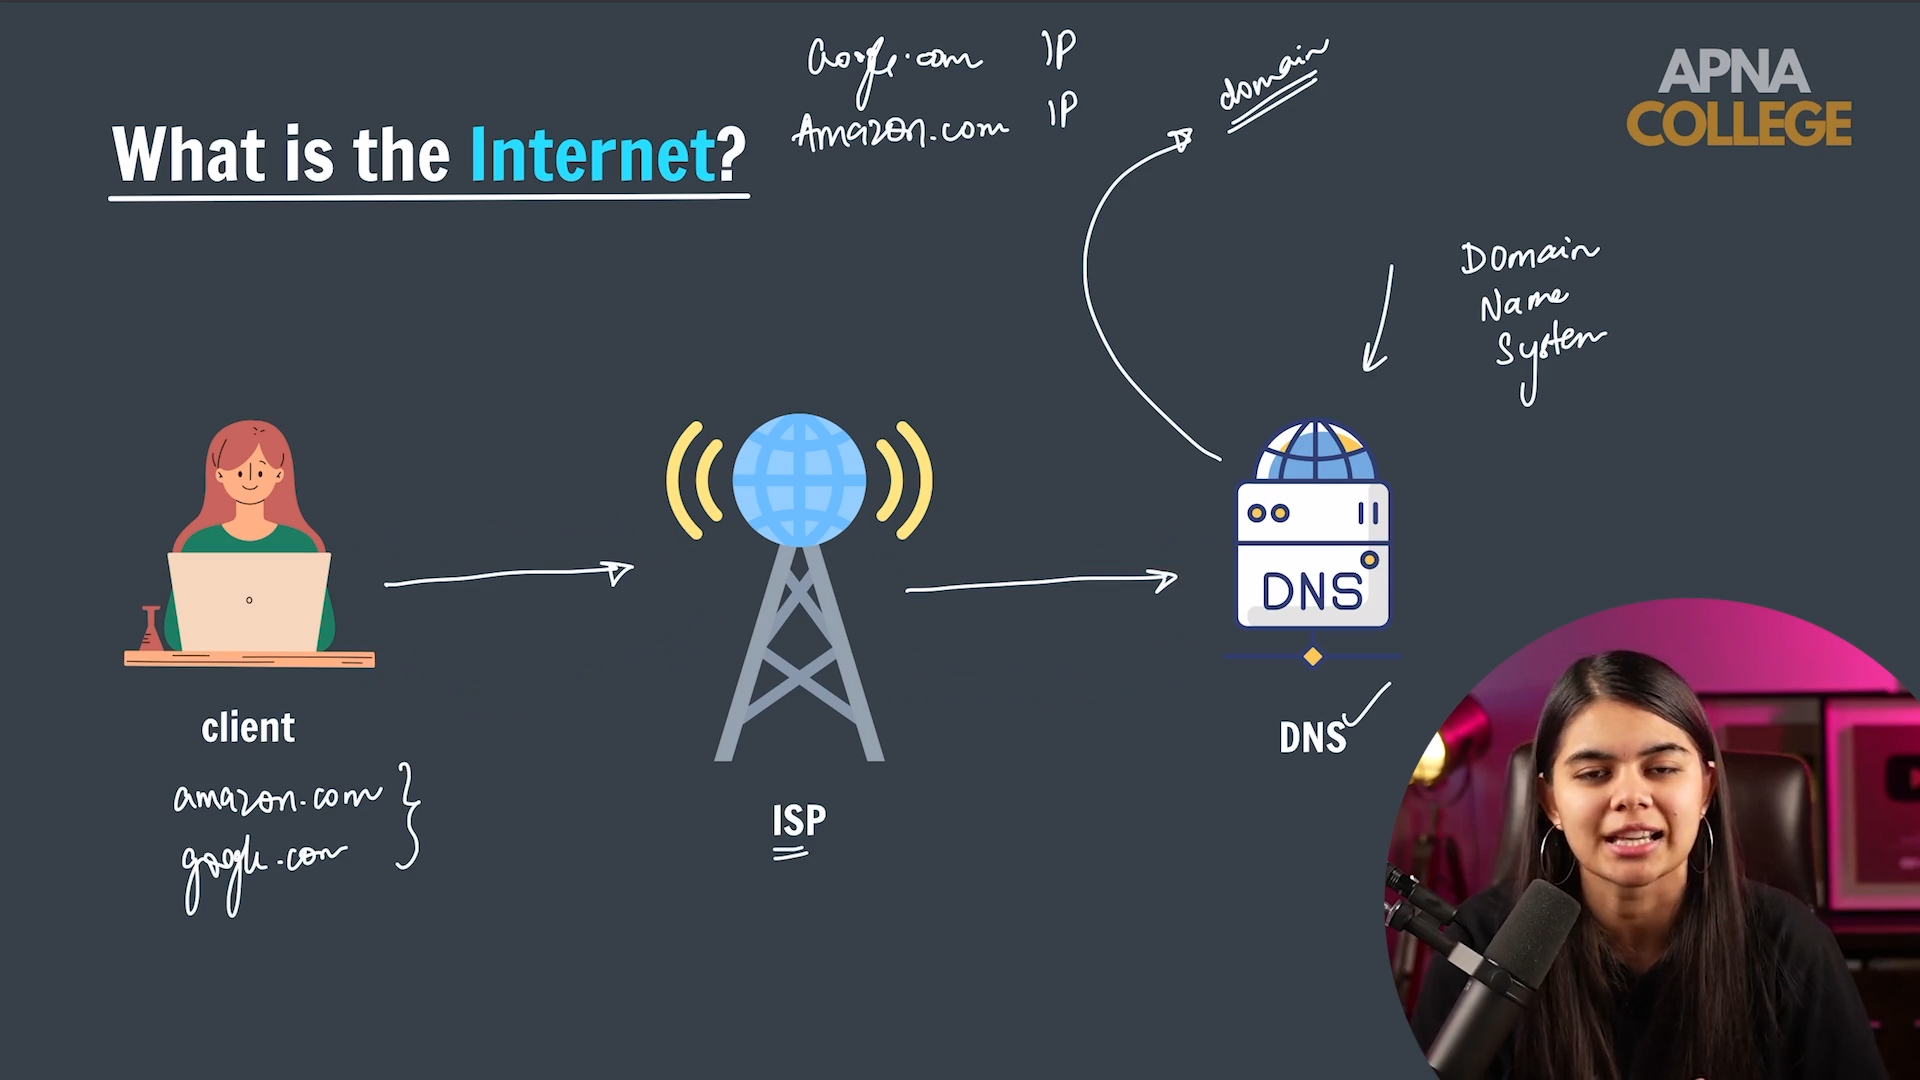 Google.com IP
Amazon.com IP
domain
APNA
COLLEGE
What is the Internet?
Domain
Name
System
DNS
client
amazon.com
google.com
ISP
DNS